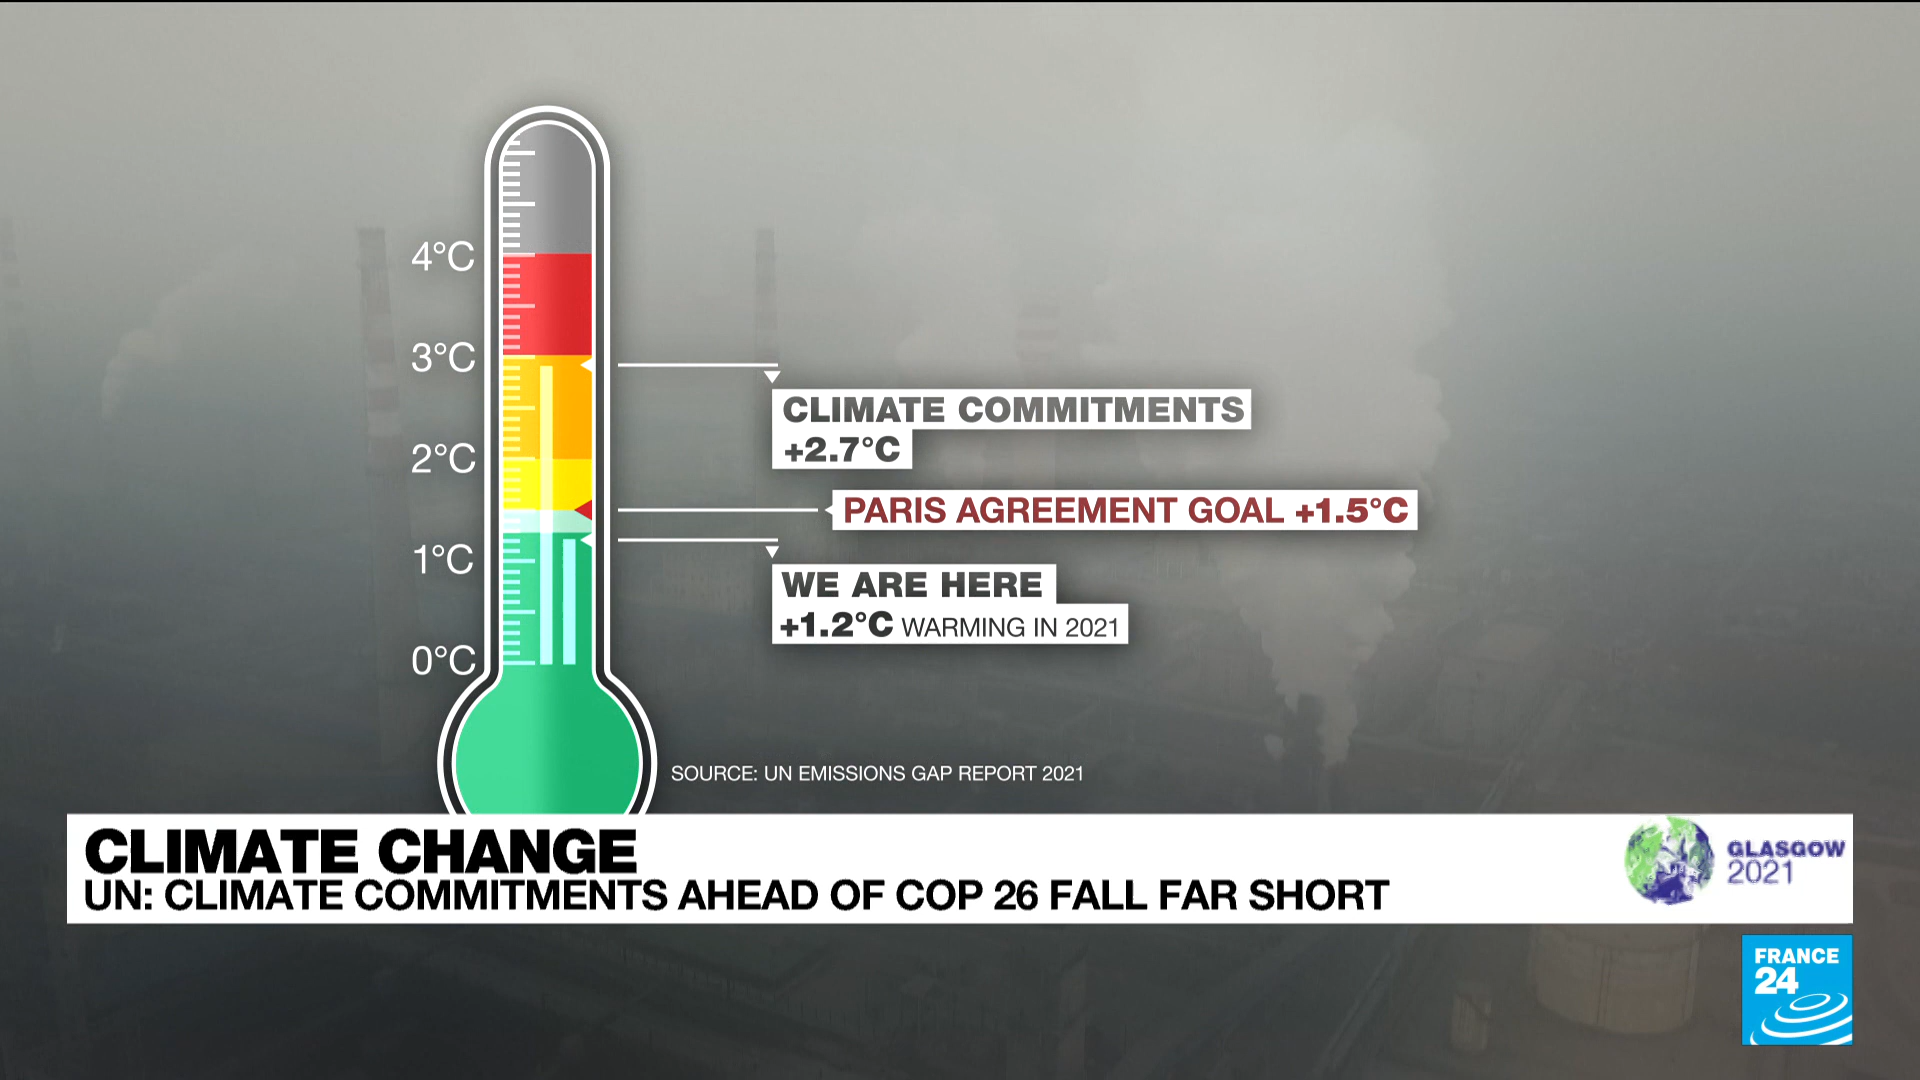 4°C
3°C
2°C
1°C
0°C
CLIMATE COMMITMENTS
+2.7°C
PARIS AGREEMENT GOAL +1.5°C
WE ARE HERE
+1.2°C WARMING IN 2021
SOURCE: UN EMISSIONS GAP REPORT 2021
CLIMATE CHANGE
UN: CLIMATE COMMITMENTS AHEAD OF COP 26 FALL FAR SHORT
GLASGOW
2021
FRANCE
24